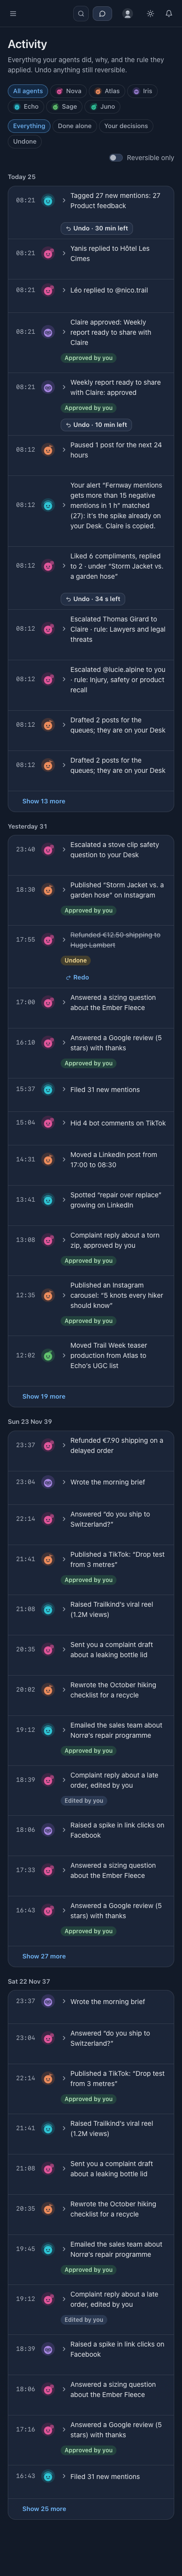 Activity
Everything your agents did, why, and the rule they
applied. Undo anything still reversible.
All agents
Nova
Atlas
Iris
Echo
Sage
Juno
Everything
Done alone
Your decisions
Undone
Reversible only
Today 25
08:21
Tagged 27 new mentions: 27
Product feedback
Undo · 30 min left
08:21
Yanis replied to Hôtel Les
Cimes
08:21
Léo replied to @nico.trail
08:21
Claire approved: Weekly
report ready to share with
Claire
Approved by you
08:21
Weekly report ready to share
with Claire: approved
Approved by you
Undo · 10 min left
08:12
Paused 1 post for the next 24
hours
08:12
Your alert "Fernway mentions
gets more than 15 negative
mentions in 1 h" matched
(27): it's the spike already on
your Desk. Claire is copied.
08:12
Liked 6 compliments, replied
to 2 · under "Storm Jacket vs.
a garden hose"
Undo · 34 s left
08:12
Escalated Thomas Girard to
Claire · rule: Lawyers and legal
threats
08:12
Escalated @lucie.alpine to you
· rule: Injury, safety or product
recall
08:12
Drafted 2 posts for the
queues; they are on your Desk
08:12
Drafted 2 posts for the
queues; they are on your Desk
Show 13 more
Yesterday 31
23:40
Escalated a stove clip safety
question to your Desk
18:30
Published "Storm Jacket vs. a
garden hose" on Instagram
Approved by you
17:55
Refunded €12.50 shipping to
Hugo Lambert
Undone
Redo
17:00
Answered a sizing question
about the Ember Fleece
16:10
Answered a Google review (5
stars) with thanks
Approved by you
15:37
Filed 31 new mentions
15:04
Hid 4 bot comments on TikTok
14:31
Moved a LinkedIn post from
17:00 to 08:30
13:41
Spotted "repair over replace"
growing on LinkedIn
13:08
Complaint reply about a torn
zip, approved by you
Approved by you
12:35
Published an Instagram
carousel: "5 knots every hiker
should know"
Approved by you
12:02
Moved Trail Week teaser
production from Atlas to
Echo's UGC list
Show 19 more
Sun 23 Nov 39
23:37
Refunded €7.90 shipping on a
delayed order
23:04
Wrote the morning brief
22:14
Answered "do you ship to
Switzerland?"
21:41
Published a TikTok: "Drop test
from 3 metres"
Approved by you
21:08
Raised Trailkind's viral reel
(1.2M views)
20:35
Sent you a complaint draft
about a leaking bottle lid
20:02
Rewrote the October hiking
checklist for a recycle
19:12
Emailed the sales team about
Norra's repair programme
Approved by you
18:39
Complaint reply about a late
order, edited by you
Edited by you
18:06
Raised a spike in link clicks on
Facebook
17:33
Answered a sizing question
about the Ember Fleece
16:43
Answered a Google review (5
stars) with thanks
Approved by you
Show 27 more
Sat 22 Nov 37
23:37
Wrote the morning brief
23:04
Answered "do you ship to
Switzerland?"
22:14
Published a TikTok: "Drop test
from 3 metres"
Approved by you
21:41
Raised Trailkind's viral reel
(1.2M views)
21:08
Sent you a complaint draft
about a leaking bottle lid
20:35
Rewrote the October hiking
checklist for a recycle
19:45
Emailed the sales team about
Norra's repair programme
Approved by you
19:12
Complaint reply about a late
order, edited by you
Edited by you
18:39
Raised a spike in link clicks on
Facebook
18:06
Answered a sizing question
about the Ember Fleece
17:16
Answered a Google review (5
stars) with thanks
Approved by you
16:43
Filed 31 new mentions
Show 25 more